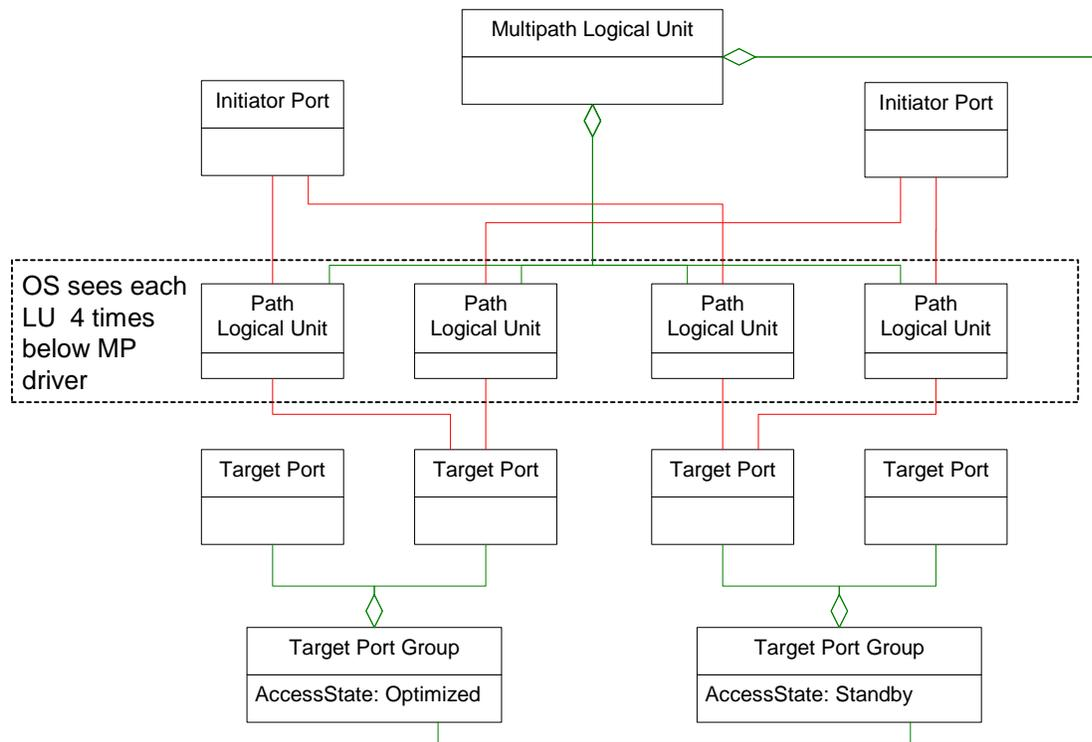 Multipath Logical Unit
Initiator Port
Initiator Port
OS sees each
LU 4 times
below MP
driver
Path
Logical Unit
Path
Logical Unit
Path
Logical Unit
Path
Logical Unit
Target Port
Target Port
Target Port
Target Port
Target Port Group
AccessState: Optimized
Target Port Group
AccessState: Standby